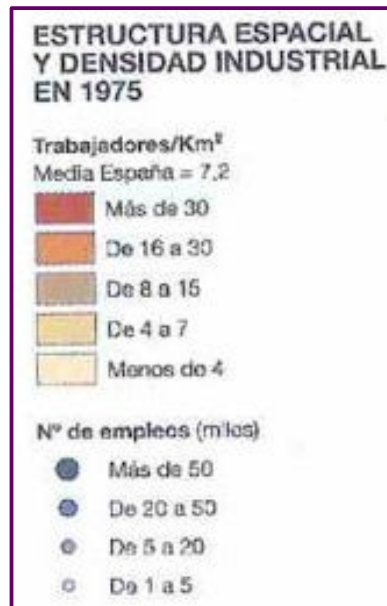 ESTRUCTURA ESPACIAL
Y DENSIDAD INDUSTRIAL
EN 1975
Trabajadores/Km²
Media España = 7,2
Más de 30
De 16 a 30
De 8 a 15
De 4 a 7
Menos de 4
Nº de empleos (miles)
Más de 50
De 20 a 50
De 5 a 20
De 1 a 5